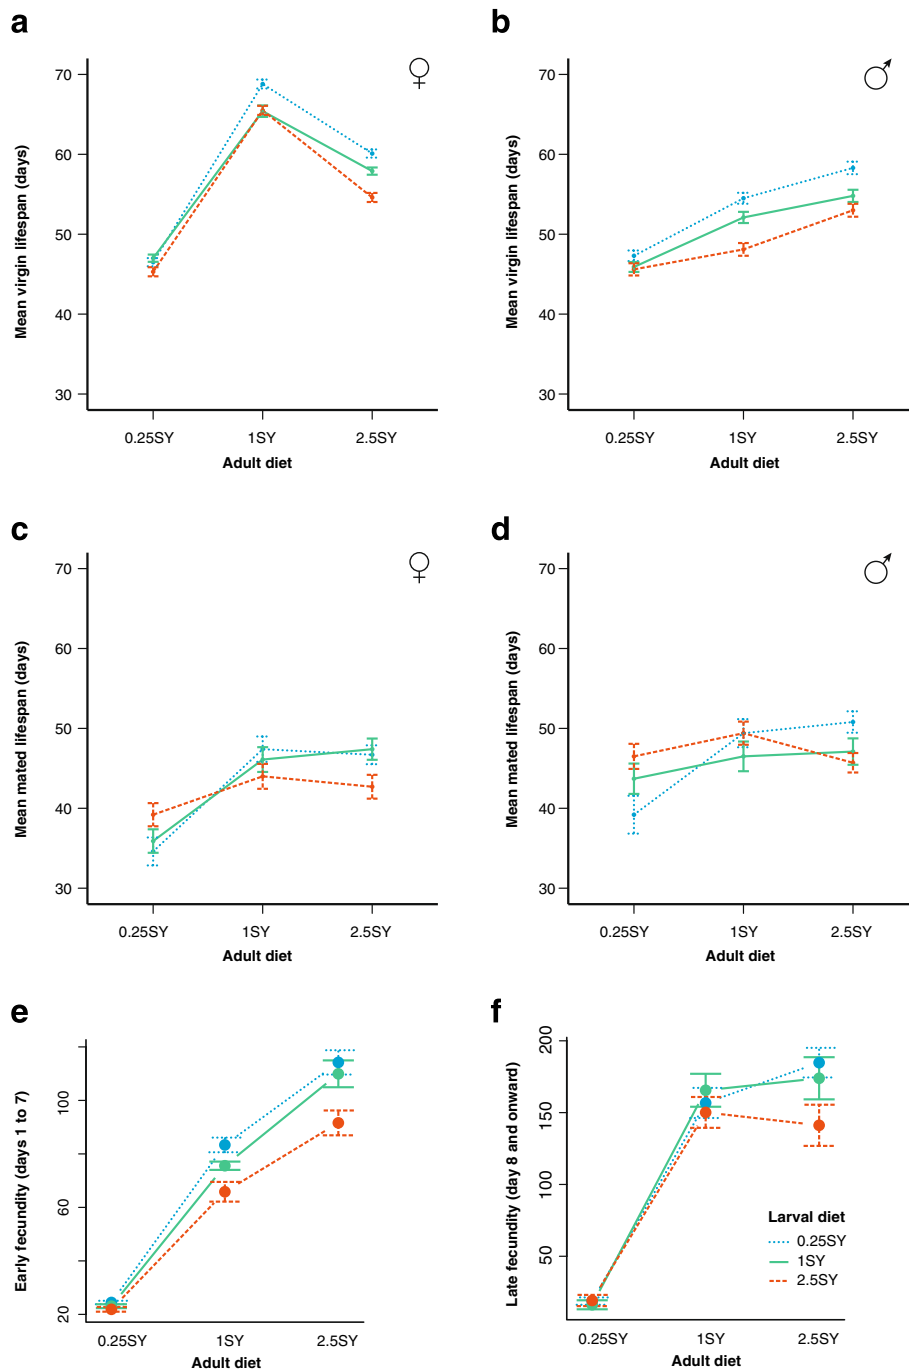 a
70
60
50
40
30
Mean virgin lifespan (days)
0.25SY 1SY 2.5SY
Adult diet
♀
b
70
60
50
40
30
Mean virgin lifespan (days)
0.25SY 1SY 2.5SY
Adult diet
♂
c
70
60
50
40
30
Mean mated lifespan (days)
0.25SY 1SY 2.5SY
Adult diet
♀
d
70
60
50
40
30
Mean mated lifespan (days)
0.25SY 1SY 2.5SY
Adult diet
♂
e
100
60
20
Early fecundity (days 1 to 7)
0.25SY 1SY 2.5SY
Adult diet
f
200
150
100
50
Late fecundity (day 8 and onward)
Larval diet
0.25SY
1SY
2.5SY
0.25SY 1SY 2.5SY
Adult diet